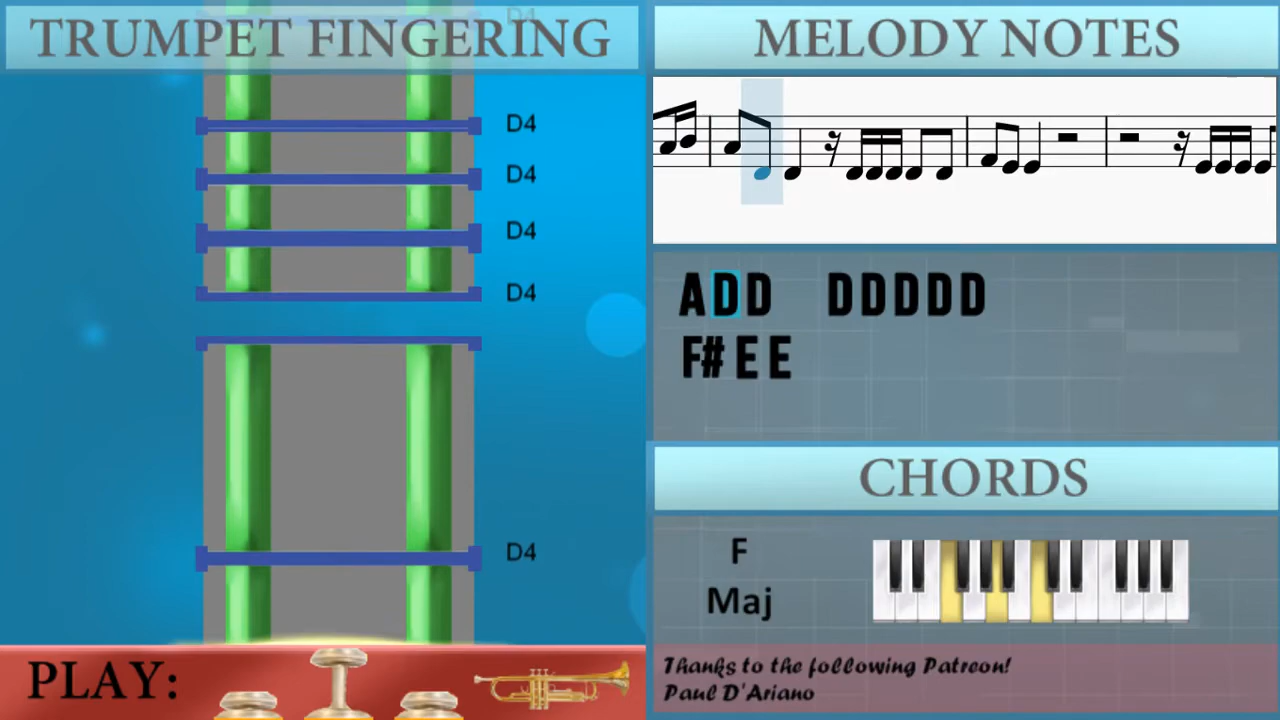 TRUMPET FINGERING
D4
D4
D4
D4
D4
D4
PLAY:
MELODY NOTES
ADD DDDDD
F# E E
CHORDS
F
Maj
Thanks to the following Patreon!
Paul D'Ariano